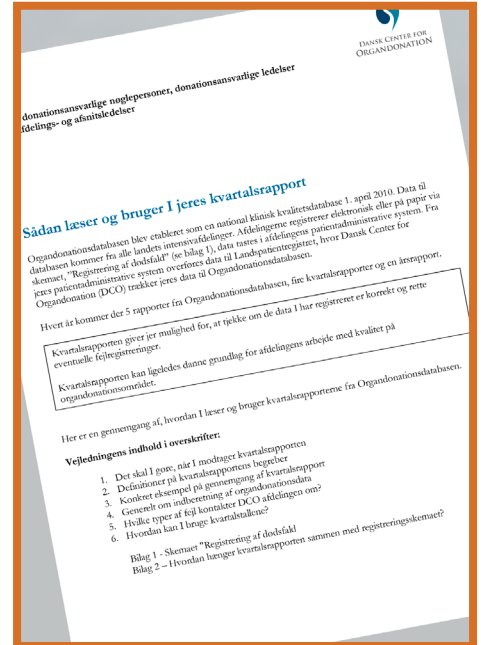 DANSK CENTER FOR
ORGANDONATION
donationsansvarlige nøglepersoner, donationsansvarlige ledelser
afdelings- og afsnitsledelser
Sådan læser og bruger I jeres kvartalsrapport
Organdonationsdatabasen blev etableret som en national klinisk kvalitetsdatabase 1. april 2010. Data til
databasen kommer fra alle landets intensivafdelinger. Afdelingerne registrerer elektronisk eller på papir via
skemaet, "Registrering af dødsfald" (se bilag 1), data tastes i afdelingens patientadministrative system. Fra
jeres patientadministrative system overføres data til Landspatientregistret, hvor Dansk Center for
Organdonation (DCO) trækker jeres data til Organdonationsdatabasen.
Hvert år kommer der 5 rapporter fra Organdonationsdatabasen, fire kvartalsrapporter og en årsrapport.
Kvartalsrapporten giver jer mulighed for, at tjekke om de data I har registreret er korrekt og rette
eventuelle fejlregistreringer.
Kvartalsrapporten kan ligeledes danne grundlag for afdelingens arbejde med kvalitet på
organdonationsområdet.
Her er en gennemgang af, hvordan I læser og bruger kvartalsrapporterne fra Organdonationsdatabasen.
Vejledningens indhold i overskrifter:
1. Det skal I gøre, når I modtager kvartalsrapporten
2. Definitioner på kvartalsrapportens begreber
3. Konkret eksempel på gennemgang af kvartalsrapport
4. Generelt om indberetning af organdonationsdata
5. Hvilke typer af fejl kontakter DCO afdelingen om?
6. Hvordan kan I bruge kvartalstallene?
Bilag 1 - Skemaet "Registrering af dødsfald
Bilag 2 – Hvordan hænger kvartalsrapporten sammen med registreringsskemaet?